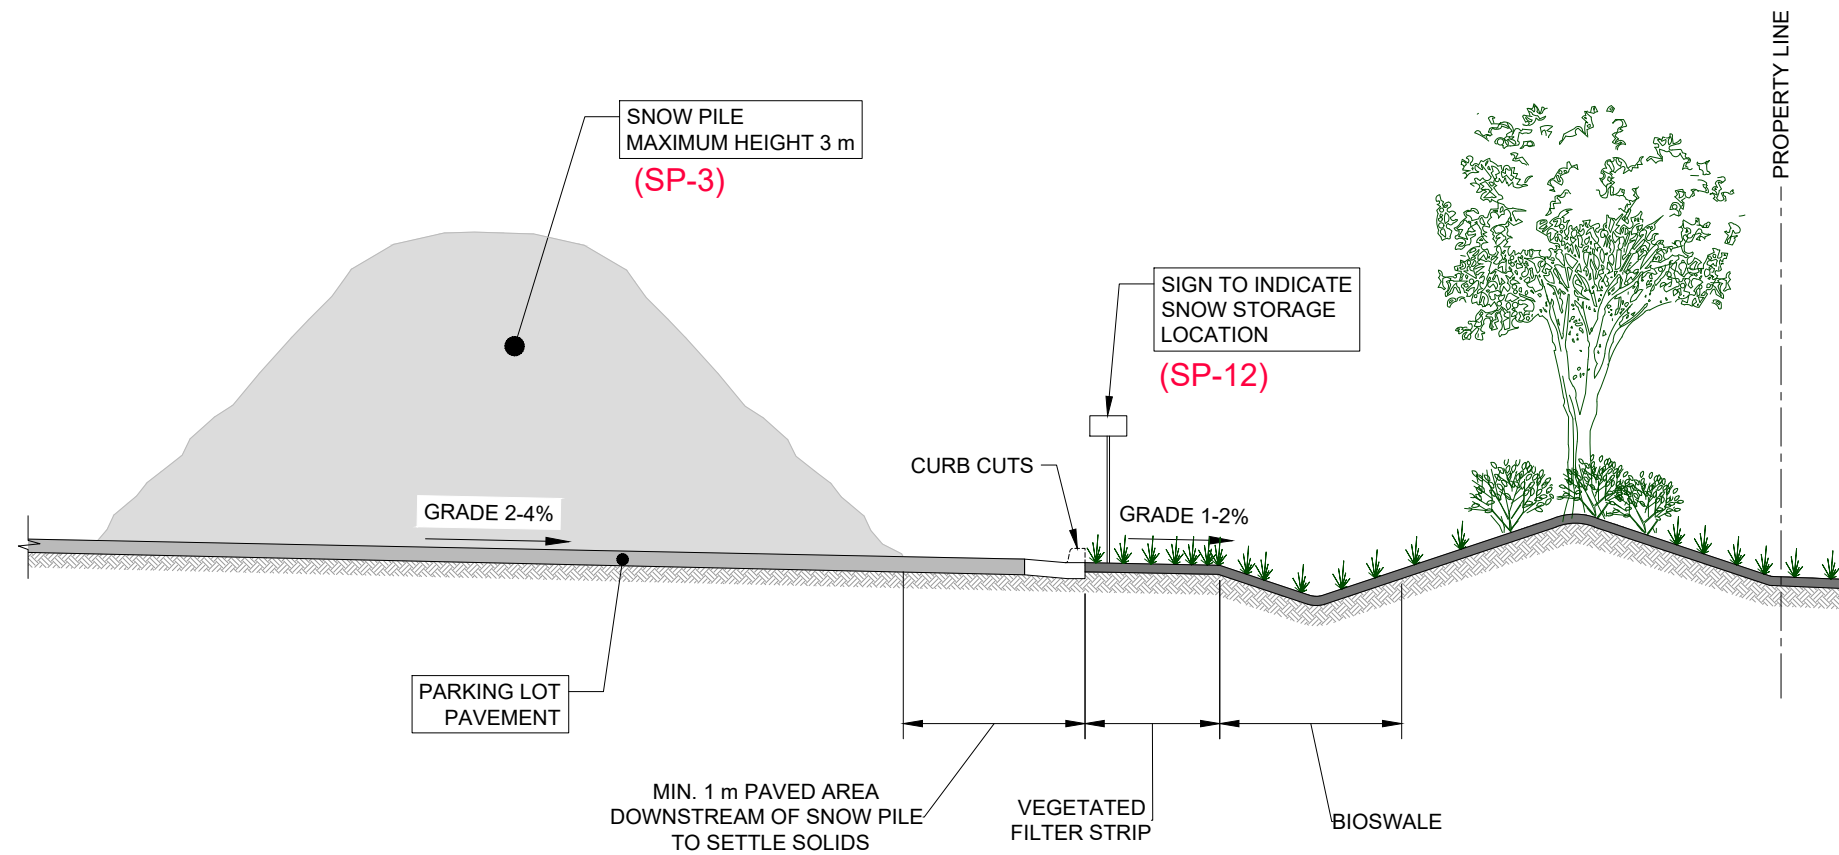 PROPERTY LINE
SNOW PILE
MAXIMUM HEIGHT 3 m
(SP-3)
SIGN TO INDICATE
SNOW STORAGE
LOCATION
(SP-12)
CURB CUTS
GRADE 2-4%
GRADE 1-2%
PARKING LOT
PAVEMENT
MIN. 1 m PAVED AREA
DOWNSTREAM OF SNOW PILE
TO SETTLE SOLIDS
VEGETATED
FILTER STRIP
BIOSWALE